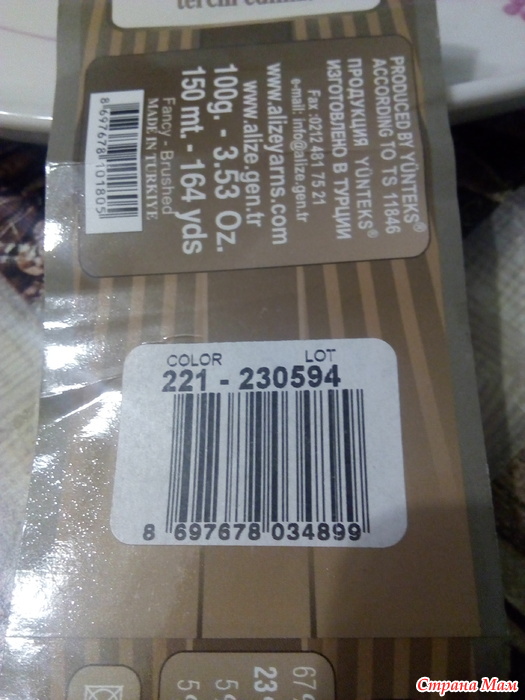 PRODUCED BY YÜNTEKS®
ACCORDING TO TS 11846
ПРОДУКЦИЯ YÜNTEKS®
ИЗГОТОВЛЕНО В ТУРЦИИ
Fax :0212 481 75 21
e-mail: info@alize.gen.tr
www.alizeyarns.com
www.alize.gen.tr
100g. - 3.53 Oz.
150 mt. - 164 yds
Fancy - Brushed
MADE IN TURKIYE
8 697678 101805
COLOR LOT
221 - 230594
8 697678 034899
Страна Мам